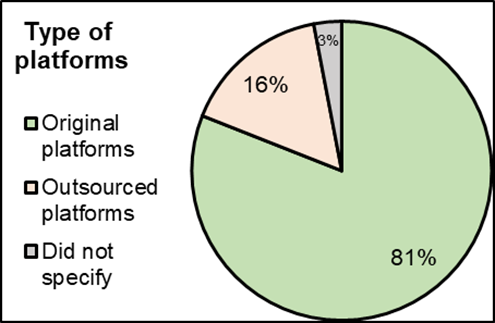 Type of
platforms
Original
platforms
Outsourced
platforms
Did not
specify
3%
16%
81%